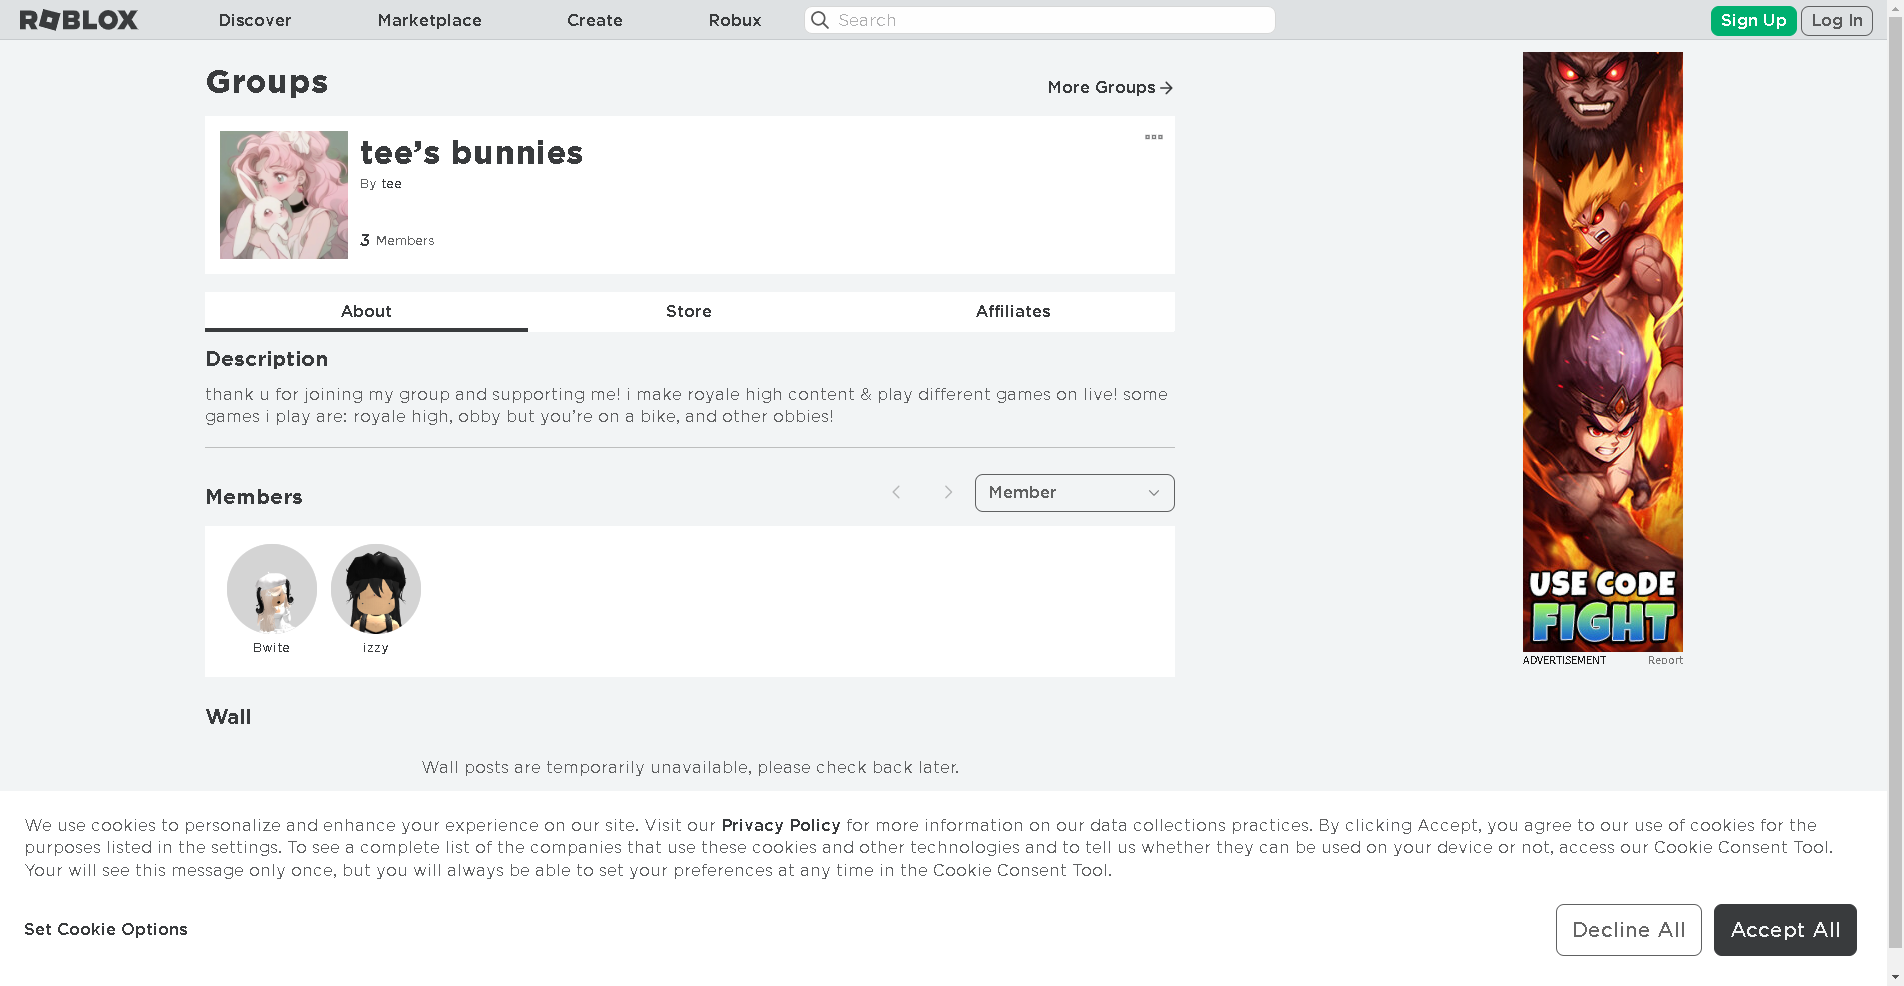 ROBLOX Discover Marketplace Create Robux Search Sign Up Log In
Groups
More Groups
tee’s bunnies
By tee
3 Members
About Store Affiliates
Description
thank u for joining my group and supporting me! i make royale high content & play different games on live! some
games i play are: royale high, obby but you’re on a bike, and other obbies!
Members
Member
Bwite izzy
Wall
Wall posts are temporarily unavailable, please check back later.
USE CODE
FIGHT
ADVERTISEMENT Report
We use cookies to personalize and enhance your experience on our site. Visit our Privacy Policy for more information on our data collections practices. By clicking Accept, you agree to our use of cookies for the
purposes listed in the settings. To see a complete list of the companies that use these cookies and other technologies and to tell us whether they can be used on your device or not, access our Cookie Consent Tool.
Your will see this message only once, but you will always be able to set your preferences at any time in the Cookie Consent Tool.
Set Cookie Options
Decline All Accept All